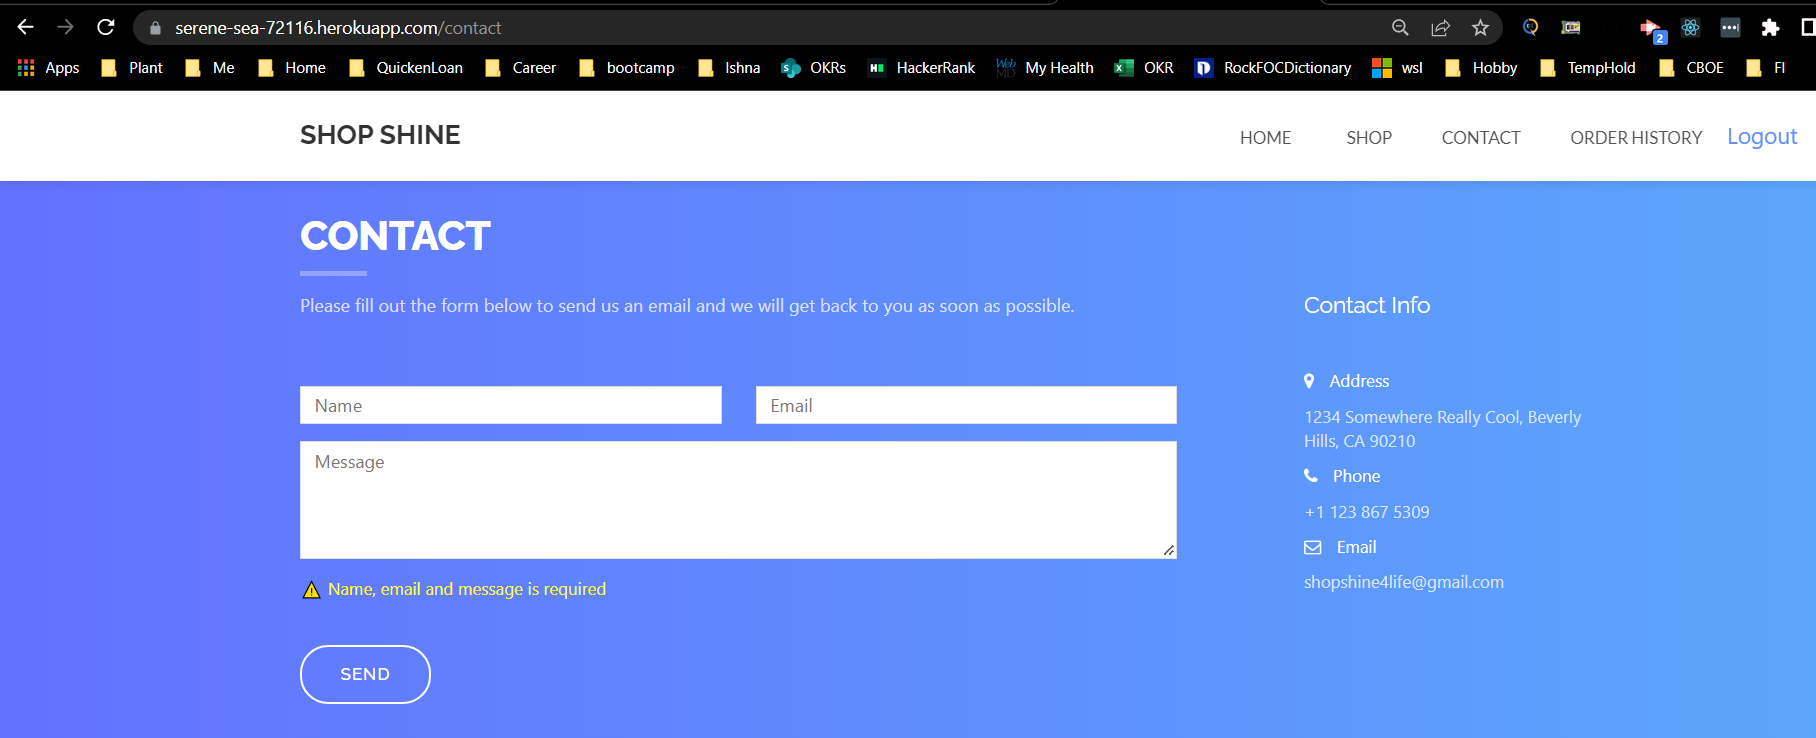 serene-sea-72116.herokuapp.com/contact
2
Apps Plant Me Home QuickenLoan Career bootcamp Ishna OKRs HackerRank Web MD My Health OKR RockFOCDictionary wsl Hobby TempHold CBOE FI
SHOP SHINE HOME SHOP CONTACT ORDER HISTORY Logout
CONTACT
Please fill out the form below to send us an email and we will get back to you as soon as possible.
Name Email
Message
Name, email and message is required
SEND
Contact Info
Address
1234 Somewhere Really Cool, Beverly
Hills, CA 90210
Phone
+1 123 867 5309
Email
shopshine4life@gmail.com